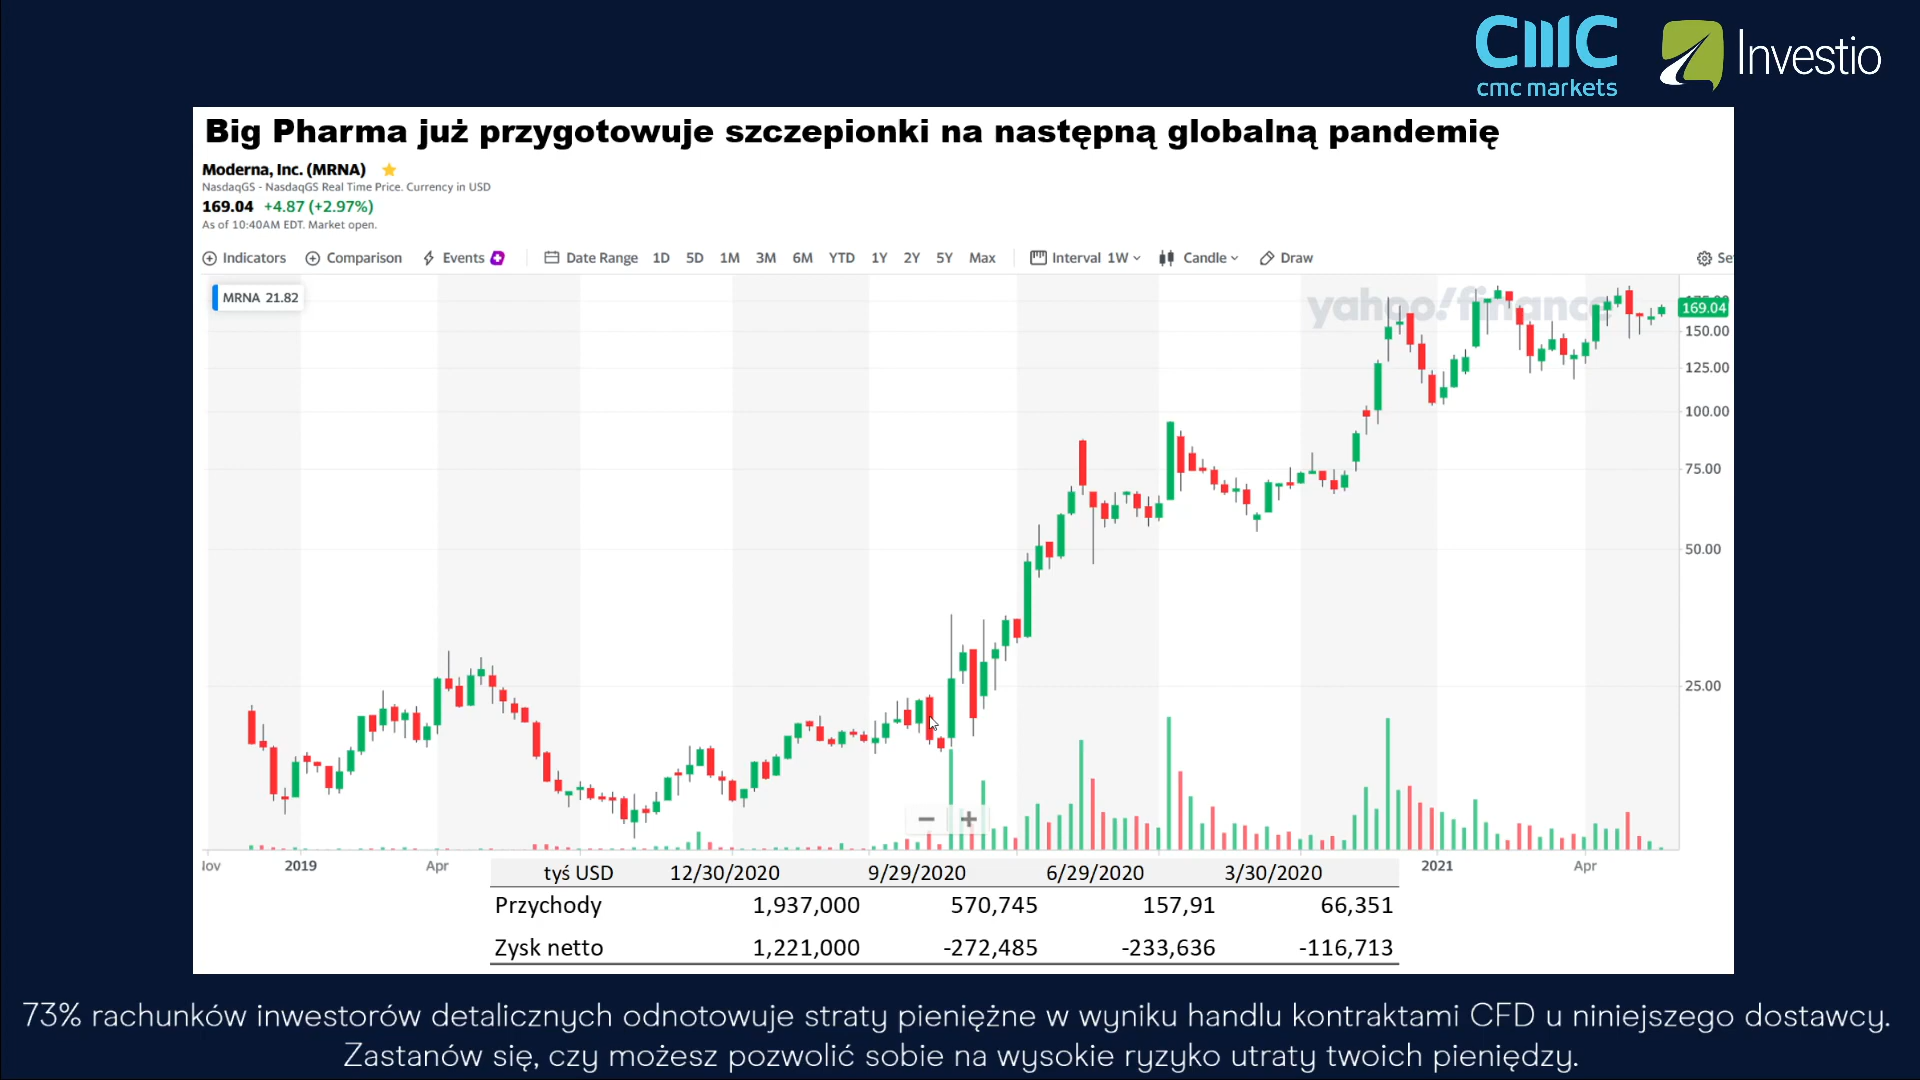 CMC
cmc markets
Investio
Big Pharma już przygotowuje szczepionki na następną globalną pandemię
Moderna, Inc. (MRNA)
NasdaqGS - NasdaqGS Real Time Price. Currency in USD
169.04 +4.87 (+2.97%)
As of 10:40AM EDT. Market open.
Indicators Comparison Events Date Range 1D 5D 1M 3M 6M YTD 1Y 2Y 5Y Max Interval 1W Candle Draw Se
MRNA 21.82
yahoo!finance
169.04
150.00
125.00
100.00
75.00
50.00
25.00
lov 2019 Apr 2021 Apr
tyś USD 12/30/2020 9/29/2020 6/29/2020 3/30/2020
Przychody 1,937,000 570,745 157,91 66,351
Zysk netto 1,221,000 -272,485 -233,636 -116,713
73% rachunków inwestorów detalicznych odnotowuje straty pieniężne w wyniku handlu kontraktami CFD u niniejszego dostawcy.
Zastanów się, czy możesz pozwolić sobie na wysokie ryzyko utraty twoich pieniędzy.